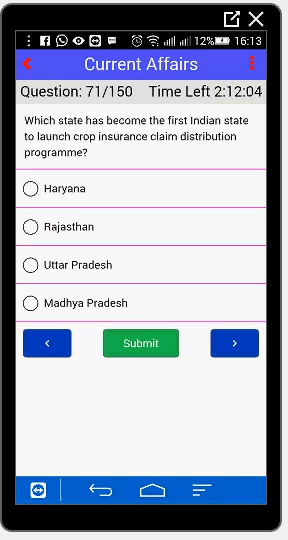 12% 16:13
Current Affairs
Question: 71/150 Time Left 2:12:04
Which state has become the first Indian state
to launch crop insurance claim distribution
programme?
Haryana
Rajasthan
Uttar Pradesh
Madhya Pradesh
< Submit >